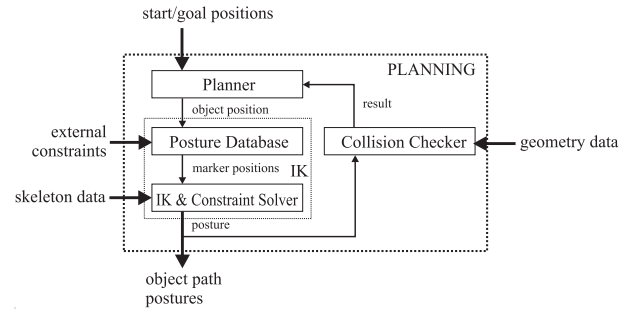 start/goal positions
PLANNING
Planner
object position
result
external
constraints
Posture Database
Collision Checker
geometry data
marker positions
IK
skeleton data
IK & Constraint Solver
posture
object path
postures